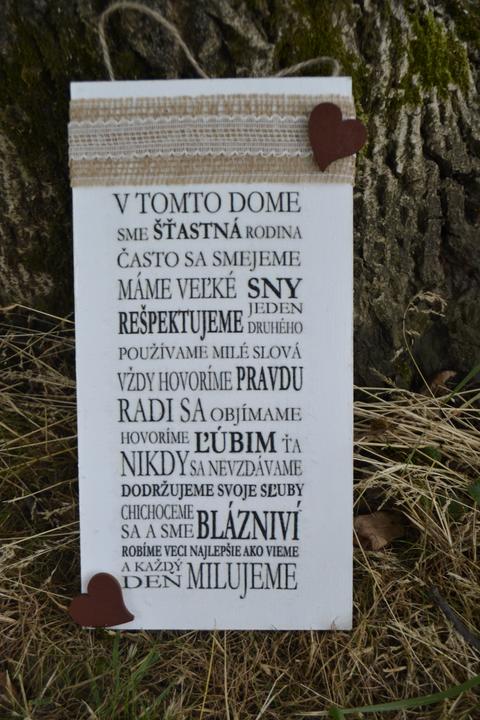 V TOMTO DOME
SME ŠŤASTNÁ RODINA
ČASTO SA SMEJEME
MÁME VEĽKÉ SNY
REŠPEKTUJEME JEDEN DRUHÉHO
POUŽÍVAME MILÉ SLOVÁ
VŽDY HOVORÍME PRAVDU
RADI SA OBJÍMAME
HOVORÍME ĽÚBIM ŤA
NIKDY SA NEVZDÁVAME
DODRŽUJEME SVOJE SĽUBY
CHICHOCEME SA A SME BLÁZNIVÍ
ROBÍME VECI NAJLEPŠIE AKO VIEME
A KAŽDÝ DEŇ MILUJEME